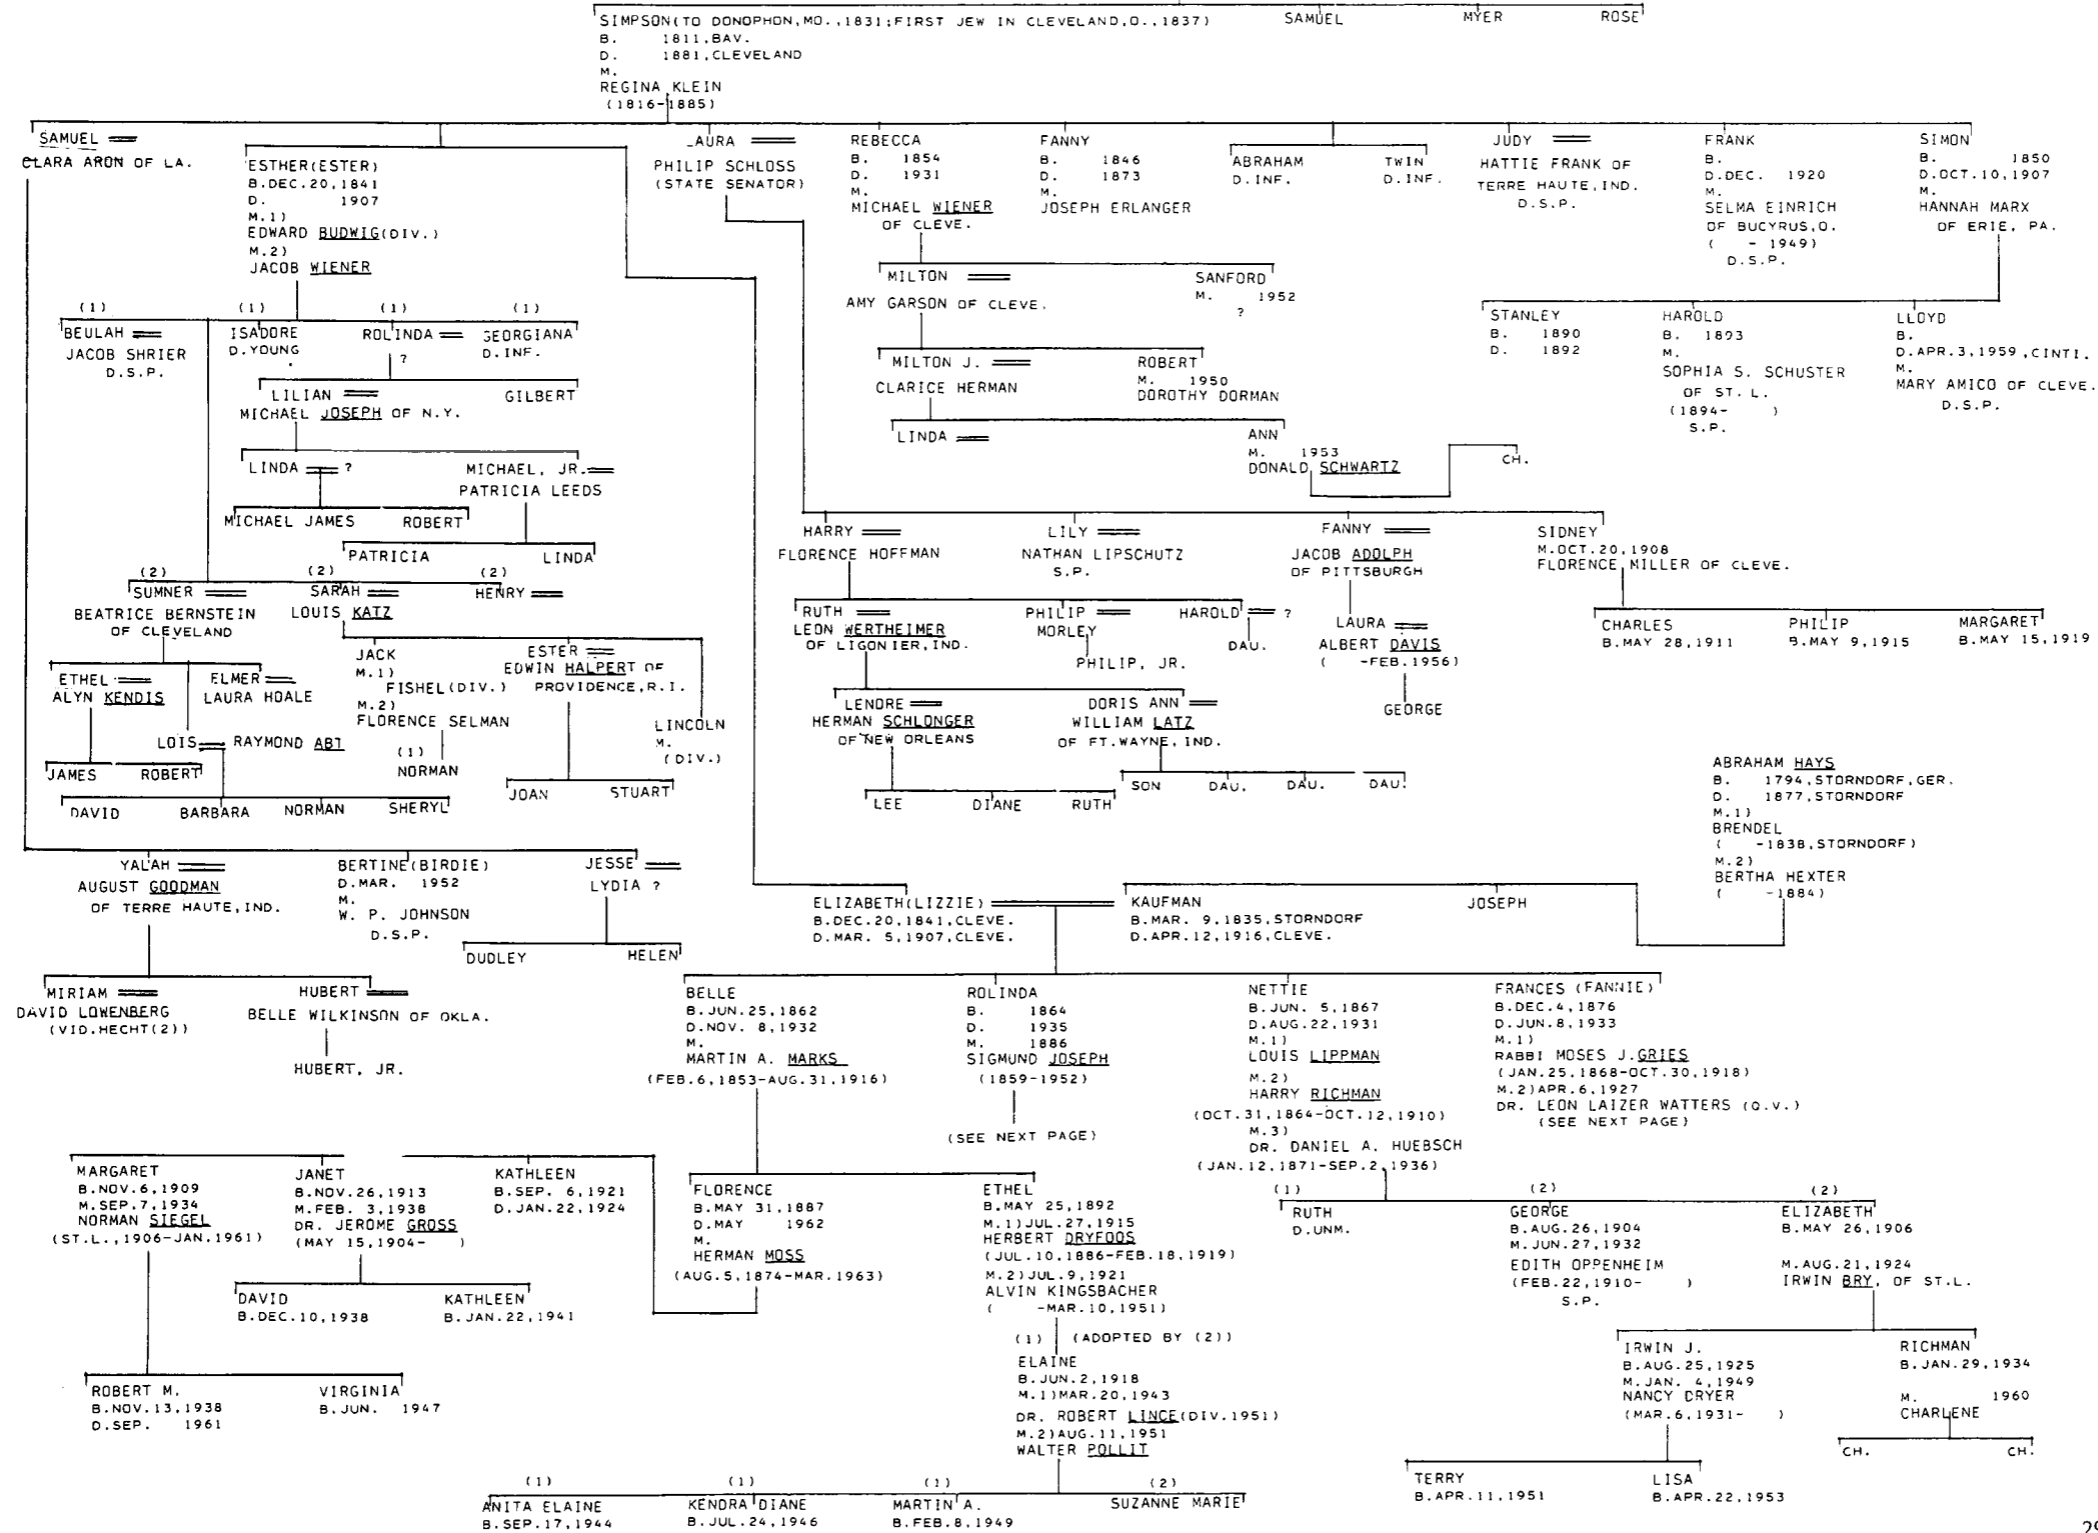 SIMPSON(TO DONOPHON,MO.,1831;FIRST JEW IN CLEVELAND,O.,1837)
B. 1811,BAV.
D. 1881,CLEVELAND
M.
REGINA KLEIN
(1816-1885)
SAMUEL
MYER
ROSE
SAMUEL
CLARA ARON OF LA.
ESTHER(ESTER)
B.DEC.20,1841
D. 1907
M.1)
EDWARD BUDWIG(DIV.)
M.2)
JACOB WIENER
LAURA
PHILIP SCHLOSS
(STATE SENATOR)
REBECCA
B. 1854
D. 1931
M.
MICHAEL WIENER
OF CLEVE.
FANNY
B. 1846
D. 1873
M.
JOSEPH ERLANGER
ABRAHAM
D.INF.
TWIN
D.INF.
JUDY
HATTIE FRANK OF
TERRE HAUTE,IND.
D.S.P.
FRANK
B.
D.DEC. 1920
M.
SELMA EINRICH
OF BUCYRUS,O.
( - 1949)
D.S.P.
SIMON
B. 1850
D.OCT.10,1907
M.
HANNAH MARX
OF ERIE, PA.
MILTON
AMY GARSON OF CLEVE.
SANFORD
M. 1952
?
STANLEY
B. 1890
D. 1892
HAROLD
B. 1893
M.
SOPHIA S. SCHUSTER
OF ST.L.
(1894- )
S.P.
LLOYD
B.
D.APR.3,1959,CINTI.
M.
MARY AMICO OF CLEVE.
D.S.P.
(1)
BEULAH
JACOB SHRIER
D.S.P.
(1)
ISADORE
D.YOUNG
(1)
ROLINDA
?
(1)
GEORGIANA
D.INF.
MILTON J.
CLARICE HERMAN
ROBERT
M. 1950
DOROTHY DORMAN
LILIAN
MICHAEL JOSEPH OF N.Y.
GILBERT
LINDA
ANN
M. 1953
DONALD SCHWARTZ
CH.
LINDA ?
MICHAEL, JR.
PATRICIA LEEDS
MICHAEL JAMES
ROBERT
PATRICIA
LINDA
HARRY
FLORENCE HOFFMAN
LILY
NATHAN LIPSCHUTZ
S.P.
FANNY
JACOB ADOLPH
OF PITTSBURGH
SIDNEY
M.OCT.20,1908
FLORENCE MILLER OF CLEVE.
(2)
SUMNER
BEATRICE BERNSTEIN
OF CLEVELAND
(2)
SARAH
LOUIS KATZ
(2)
HENRY
RUTH
LEON WERTHEIMER
OF LIGONIER,IND.
PHILIP
MORLEY
PHILIP, JR.
HAROLD ?
DAU.
LAURA
ALBERT DAVIS
( -FEB.1956)
GEORGE
CHARLES
B.MAY 28,1911
PHILIP
B.MAY 9,1915
MARGARET
B.MAY 15,1919
ETHEL
ALYN KENDIS
ELMER
LAURA HOALE
JACK
M.1)
FISHEL(DIV.)
M.2)
FLORENCE SELMAN
(1)
NORMAN
ESTER
EDWIN HALPERT OF
PROVIDENCE,R.I.
LINCOLN
M.
(DIV.)
LOIS RAYMOND ABT
JAMES
ROBERT
DAVID
BARBARA
NORMAN
SHERYL
JOAN
STUART
LENORE
HERMAN SCHLONGER
OF NEW ORLEANS
DORIS ANN
WILLIAM LATZ
OF FT.WAYNE, IND.
LEE
DIANE
RUTH
SON
DAU.
DAU.
DAU.
ABRAHAM HAYS
B. 1794,STORNDORF,GER.
D. 1877,STORNDORF
M.1)
BRENDEL
( -1838,STORNDORF)
M.2)
BERTHA HEXTER
( -1884)
YALAH
AUGUST GOODMAN
OF TERRE HAUTE,IND.
BERTINE(BIRDIE)
D.MAR. 1952
M.
W. P. JOHNSON
D.S.P.
JESSE
LYDIA ?
DUDLEY
HELEN
ELIZABETH(LIZZIE)
B.DEC.20,1841,CLEVE.
D.MAR. 5,1907,CLEVE.
KAUFMAN
B.MAR. 9,1835,STORNDORF
D.APR.12,1916,CLEVE.
JOSEPH
MIRIAM
DAVID LOWENBERG
(VID.HECHT(2))
HUBERT
BELLE WILKINSON OF OKLA.
HUBERT, JR.
BELLE
B.JUN.25,1862
D.NOV. 8,1932
M.
MARTIN A. MARKS
(FEB.6,1853-AUG.31,1916)
ROLINDA
B. 1864
D. 1935
M. 1886
SIGMUND JOSEPH
(1859-1952)
(SEE NEXT PAGE)
NETTIE
B.JUN. 5,1867
D.AUG.22,1931
M.1)
LOUIS LIPPMAN
M.2)
HARRY RICHMAN
(OCT.31,1864-OCT.12,1910)
M.3)
DR. DANIEL A. HUEBSCH
(JAN.12,1871-SEP.2,1936)
FRANCES (FANNIE)
B.DEC.4,1876
D.JUN.8,1933
M.1)
RABBI MOSES J.GRIES
(JAN.25,1868-OCT.30,1918)
M.2)APR.6,1927
DR. LEON LAIZER WATTERS (Q.V.)
(SEE NEXT PAGE)
MARGARET
B.NOV.6,1909
M.SEP.7,1934
NORMAN SIEGEL
(ST.L.,1906-JAN.1961)
JANET
B.NOV.26,1913
M.FEB. 3,1938
DR. JEROME GROSS
(MAY 15,1904- )
KATHLEEN
B.SEP. 6,1921
D.JAN.22,1924
FLORENCE
B.MAY 31,1887
D.MAY 1962
M.
HERMAN MOSS
(AUG.5,1874-MAR.1963)
ETHEL
B.MAY 25,1892
M.1)JUL.27,1915
HERBERT DRYFOOS
(JUL.10,1886-FEB.18,1919)
M.2)JUL.9,1921
ALVIN KINGSBACHER
( -MAR.10,1951)
(1)
RUTH
D.UNM.
(2)
GEORGE
B.AUG.26,1904
M.JUN.27,1932
EDITH OPPENHEIM
(FEB.22,1910- )
S.P.
(2)
ELIZABETH
B.MAY 26,1906
M.AUG.21,1924
IRWIN BRY, OF ST.L.
DAVID
B.DEC.10,1938
KATHLEEN
B.JAN.22,1941
(1) (ADOPTED BY (2))
ELAINE
B.JUN.2,1918
M.1)MAR.20,1943
DR. ROBERT LINCE(DIV.1951)
M.2)AUG.11,1951
WALTER POLLIT
IRWIN J.
B.AUG.25,1925
M.JAN. 4,1949
NANCY DRYER
(MAR.6,1931- )
RICHMAN
B.JAN.29,1934
M. 1960
CHARLENE
CH.
CH.
ROBERT M.
B.NOV.13,1938
D.SEP. 1961
VIRGINIA
B.JUN. 1947
TERRY
B.APR.11,1951
LISA
B.APR.22,1953
(1)
ANITA ELAINE
B.SEP.17,1944
(1)
KENDRA DIANE
B.JUL.24,1946
(1)
MARTIN A.
B.FEB.8,1949
(2)
SUZANNE MARIE